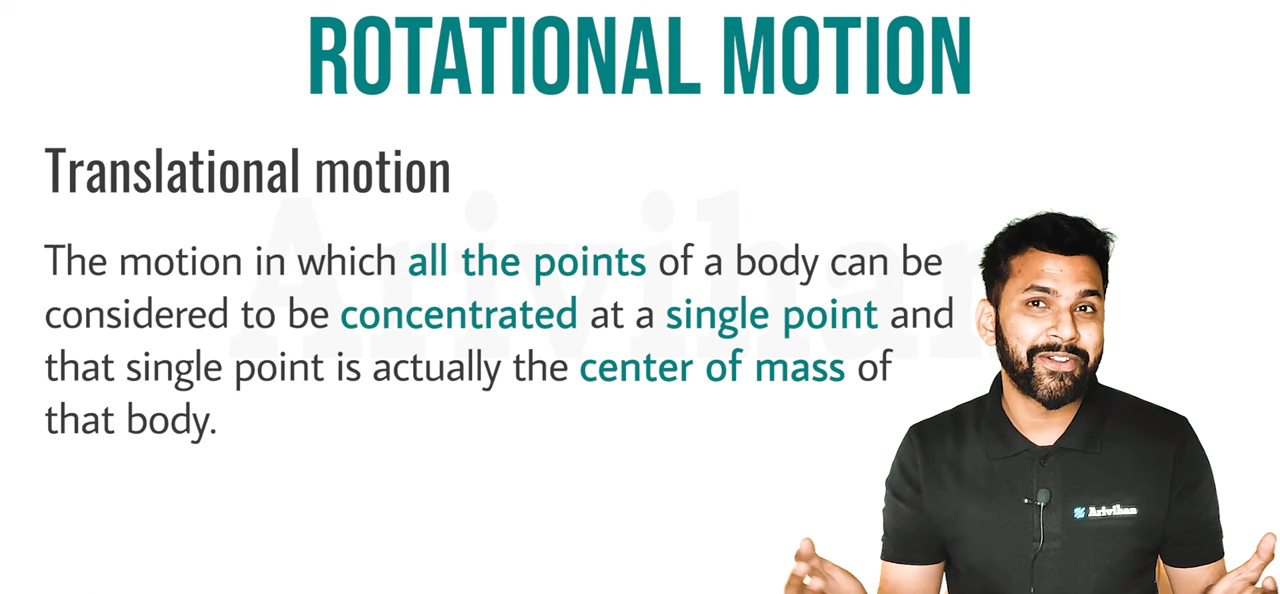 ROTATIONAL MOTION
Translational motion
The motion in which all the points of a body can be
considered to be concentrated at a single point and
that single point is actually the center of mass of
that body.
Arivihan
Arivihan